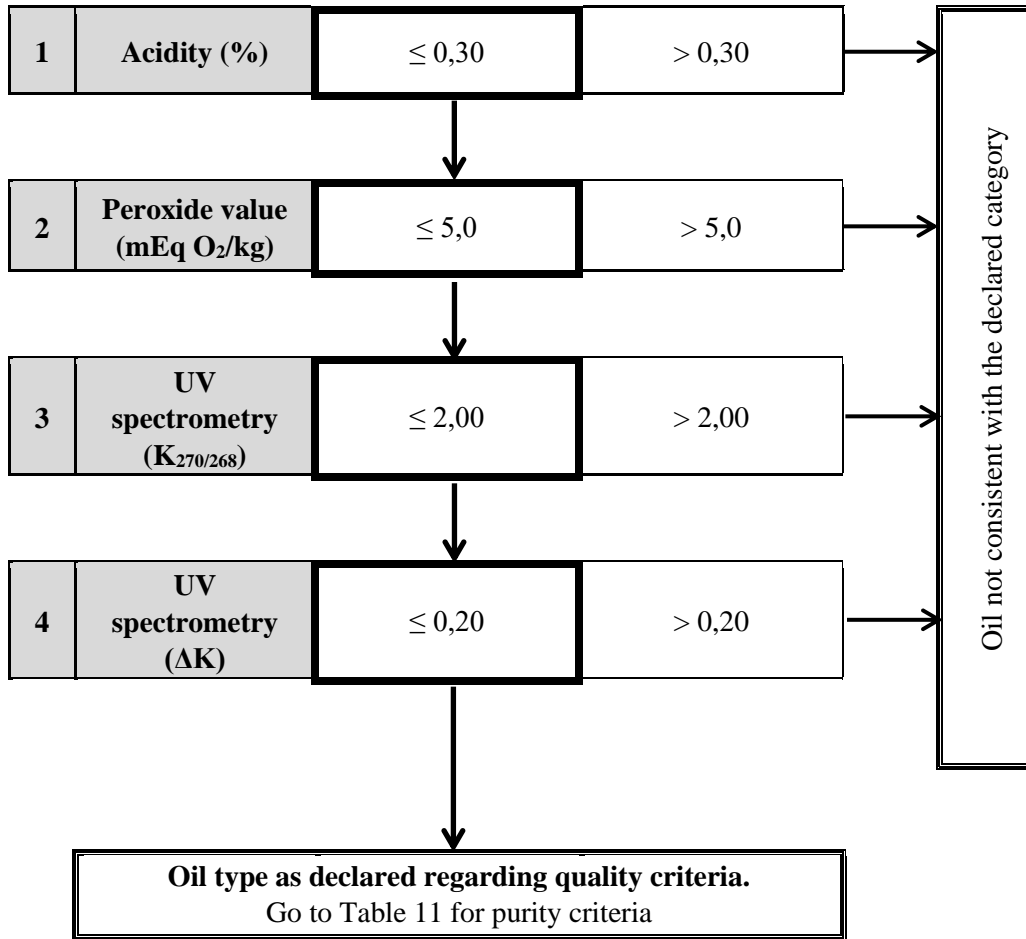 1
Acidity (%)
≤ 0,30
> 0,30
2
Peroxide value
(mEq O₂/kg)
≤ 5,0
> 5,0
3
UV
spectrometry
(K₂₇₀/₂₆₈)
≤ 2,00
> 2,00
4
UV
spectrometry
(ΔK)
≤ 0,20
> 0,20
Oil not consistent with the declared category
Oil type as declared regarding quality criteria.
Go to Table 11 for purity criteria